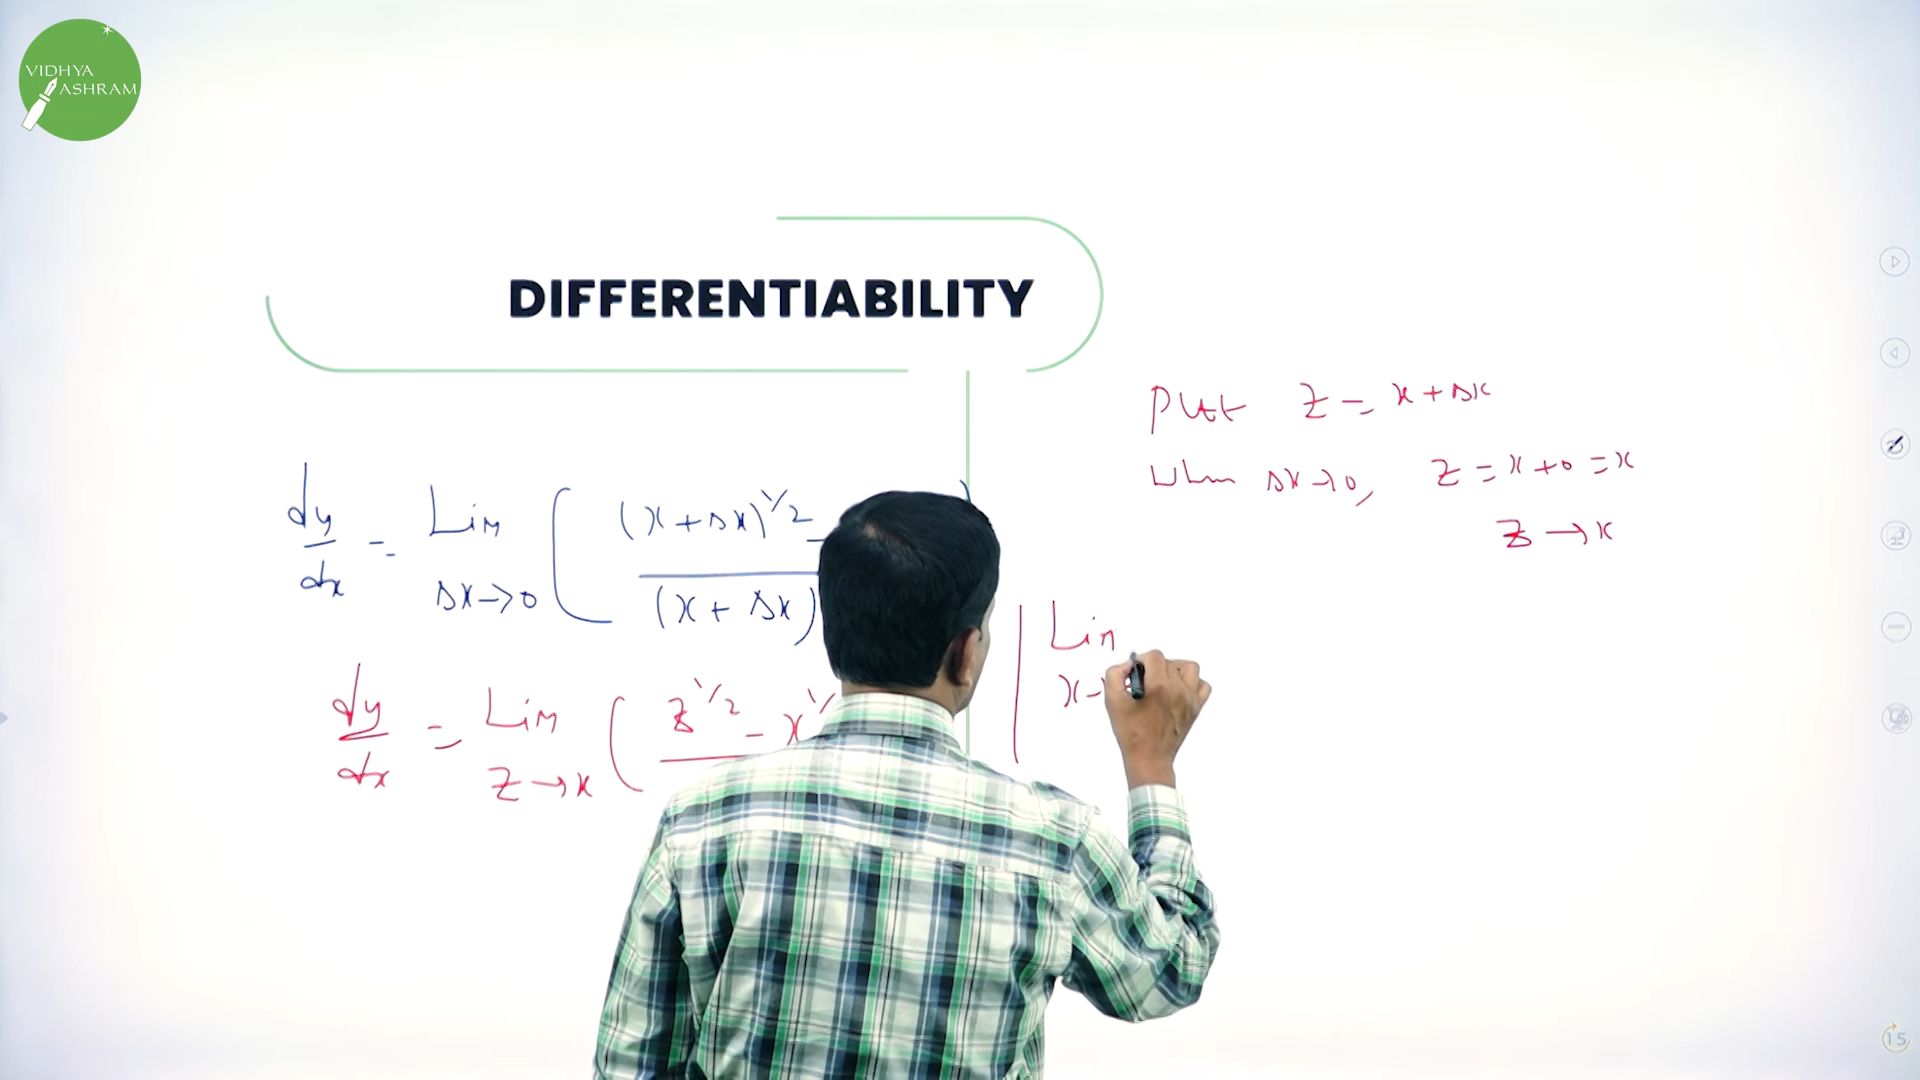 VIDHYA
ASHRAM
DIFFERENTIABILITY
Put z = x + Δx
When Δx → 0, z = x + 0 = x
z → x
dy/dx = Lim Δx → 0 ( (x + Δx)^1/2 - / (x + Δx)
dy/dx = Lim z → x ( z^1/2 - x^1/
Lim
x →
15